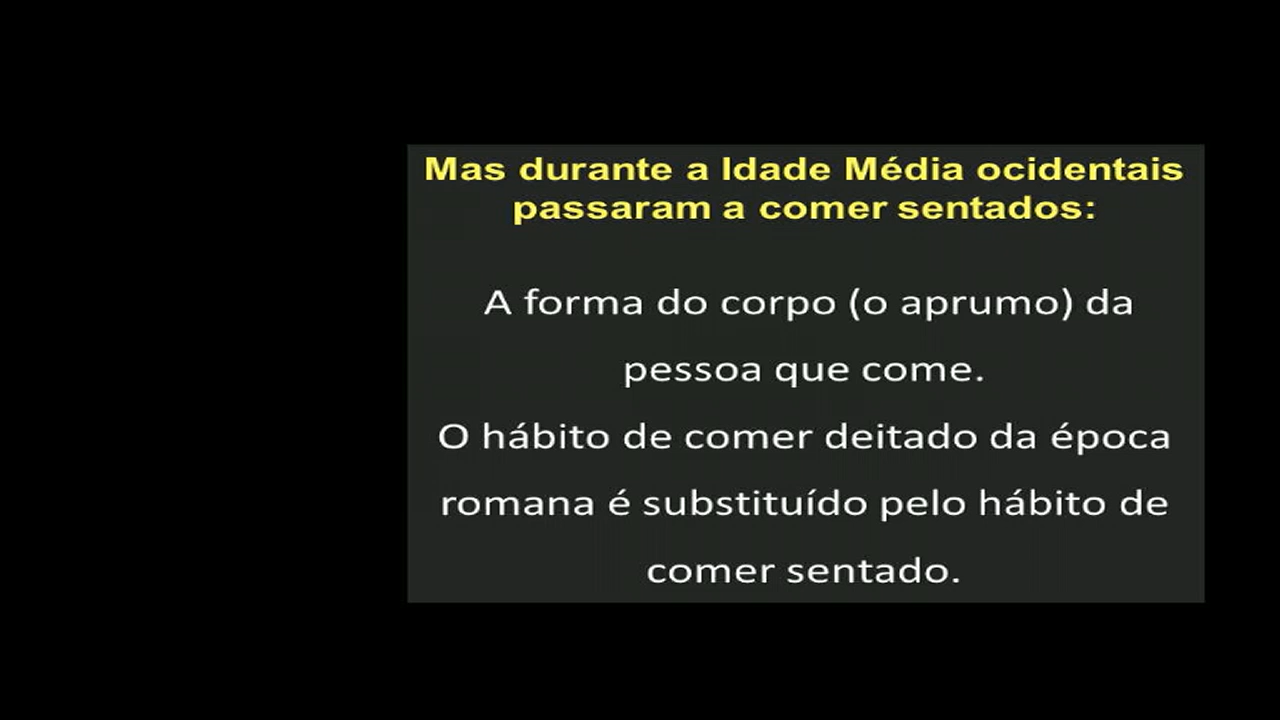 Mas durante a Idade Média ocidentais
passaram a comer sentados:
A forma do corpo (o aprumo) da
pessoa que come.
O hábito de comer deitado da época
romana é substituído pelo hábito de
comer sentado.